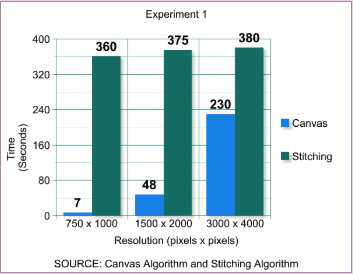 Experiment 1
400
320
240
160
80
0
Time
(Seconds)
360
375
380
230
48
7
750 x 1000
1500 x 2000
3000 x 4000
Resolution (pixels x pixels)
Canvas
Stitching
SOURCE: Canvas Algorithm and Stitching Algorithm